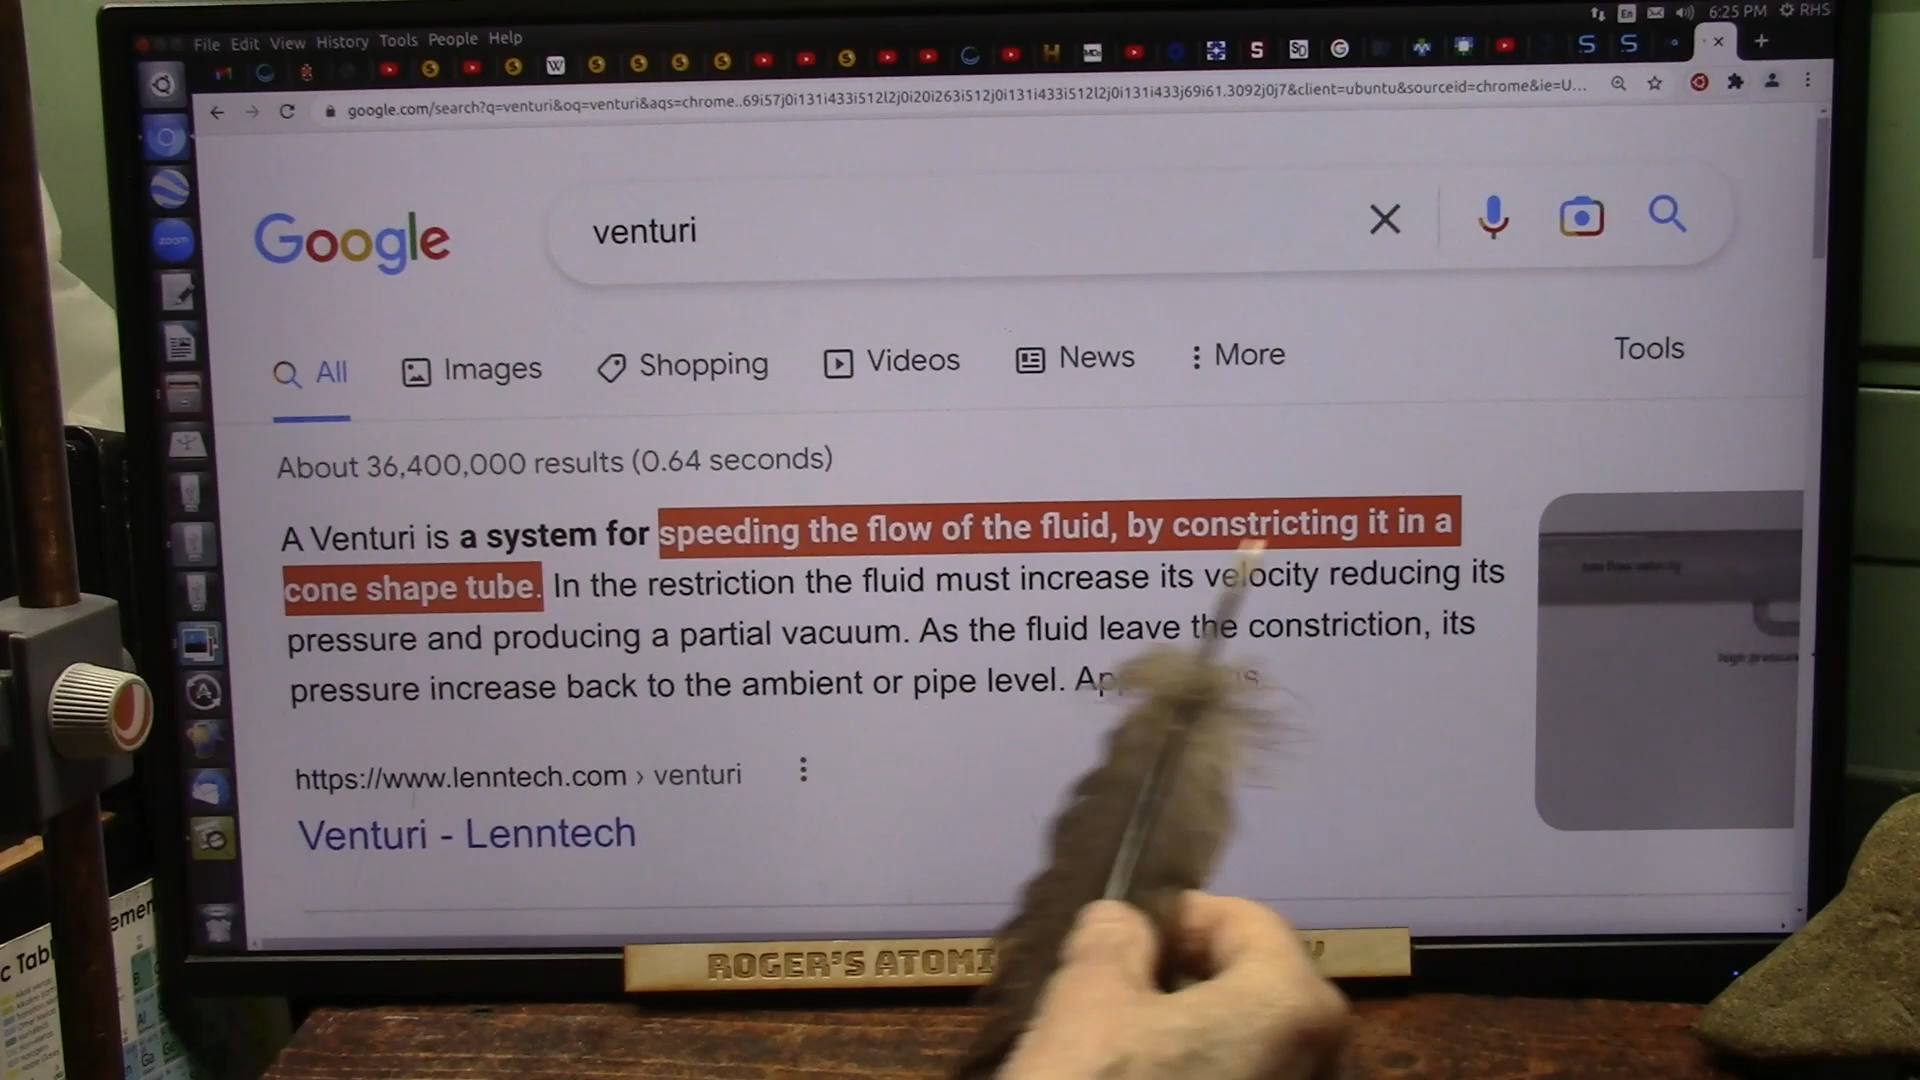 File Edit View History Tools People Help
6:25 PM RHS
En
google.com/search?q=venturi&oq=venturi&aqs=chrome..69i57j0i131i433i512l2j0i20i263i512j0i131i433i512l2j0i131i433j69i61.3092j0j7&client=ubuntu&sourceid=chrome&ie=U...
Google
venturi
All
Images
Shopping
Videos
News
More
Tools
About 36,400,000 results (0.64 seconds)
A Venturi is a system for speeding the flow of the fluid, by constricting it in a
cone shape tube. In the restriction the fluid must increase its velocity reducing its
pressure and producing a partial vacuum. As the fluid leave the constriction, its
pressure increase back to the ambient or pipe level.
https://www.lenntech.com › venturi
Venturi - Lenntech
zoom
high pressure
ROGER'S